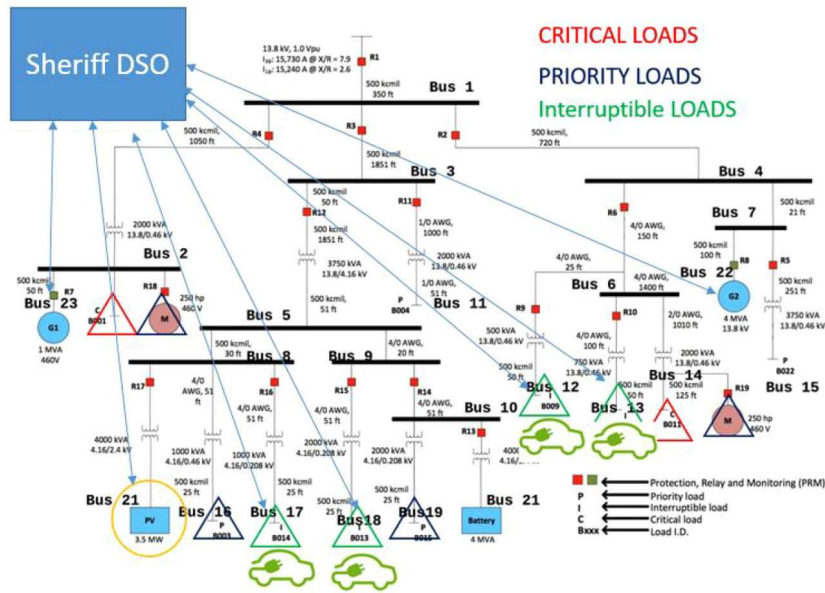 Sheriff DSO
13.8 kV, 1.0 Vpu
I3φ: 15,730 A @ X/R = 7.9
I1φ: 15,240 A @ X/R = 2.6
R1
CRITICAL LOADS
PRIORITY LOADS
Interruptible LOADS
500 kcmil
350 ft
Bus 1
R4
R3
R2
500 kcmil,
1050 ft
500 kcmil
1851 ft
500 kcmil,
720 ft
Bus 3
Bus 4
500 kcmil
50 ft
R12
R11
500 kcmil
1851 ft
1/0 AWG,
1000 ft
R6
4/0 AWG,
150 ft
500 kcmil
21 ft
Bus 7
2000 kVA
13.8/0.46 kV
3750 kVA
13.8/4.16 kV
2000 kVA
13.8/0.46 kV
500 kcmil
100 ft
R8
R5
Bus 2
500 kcmil,
50 ft
R7
R18
4/0 AWG,
25 ft
4/0 AWG,
1400 ft
Bus 22
500 kcmil
251 ft
Bus 23
G1
1 MVA
460V
C
B001
M
250 hp
460 V
500 kcmil,
51 ft
1/0 AWG,
51 ft
P
B004
Bus 11
R9
Bus 6
R10
2/0 AWG,
1010 ft
G2
4 MVA
13.8 kV
3750 kVA
13.8/0.46 kV
Bus 5
500 kcmil,
30 ft
Bus 8
Bus 9
4/0 AWG,
20 ft
500 kVA
13.8/0.46 kV
4/0 AWG,
100 ft
750 kVA
13.8/0.46 kV
2000 kVA
13.8/0.46 kV
P
B022
Bus 15
R17
4/0
AWG, 51
ft
R16
R15
R14
500 kcmil
50 ft
Bus 12
I
B009
50 ft
Bus 13
I
Bus 14
500 kcmil
125 ft
C
B011
R19
M
250 hp
460 V
4/0 AWG,
51 ft
4/0 AWG,
51 ft
4/0 AWG,
51 ft
Bus 10
R13
4000 kVA
4.16/2.4 kV
1000 kVA
4.16/0.46 kV
1000 kVA
4.16/0.208 kV
2000 kVA
4.16/0.208 kV
2000 kVA
4.16/0.208 kV
500 kcmil
25 ft
500 kcmil
25 ft
500 kcmil
25 ft
500 kcmil
25 ft
Bus 21
PV
3.5 MW
Bus 16
P
B003
Bus 17
I
B014
Bus18
I
B013
Bus19
P
B015
Bus 21
Battery
4 MVA
Protection, Relay and Monitoring (PRM)
P
Priority load
I
Interruptible load
C
Critical load
Bxxx
Load I.D.